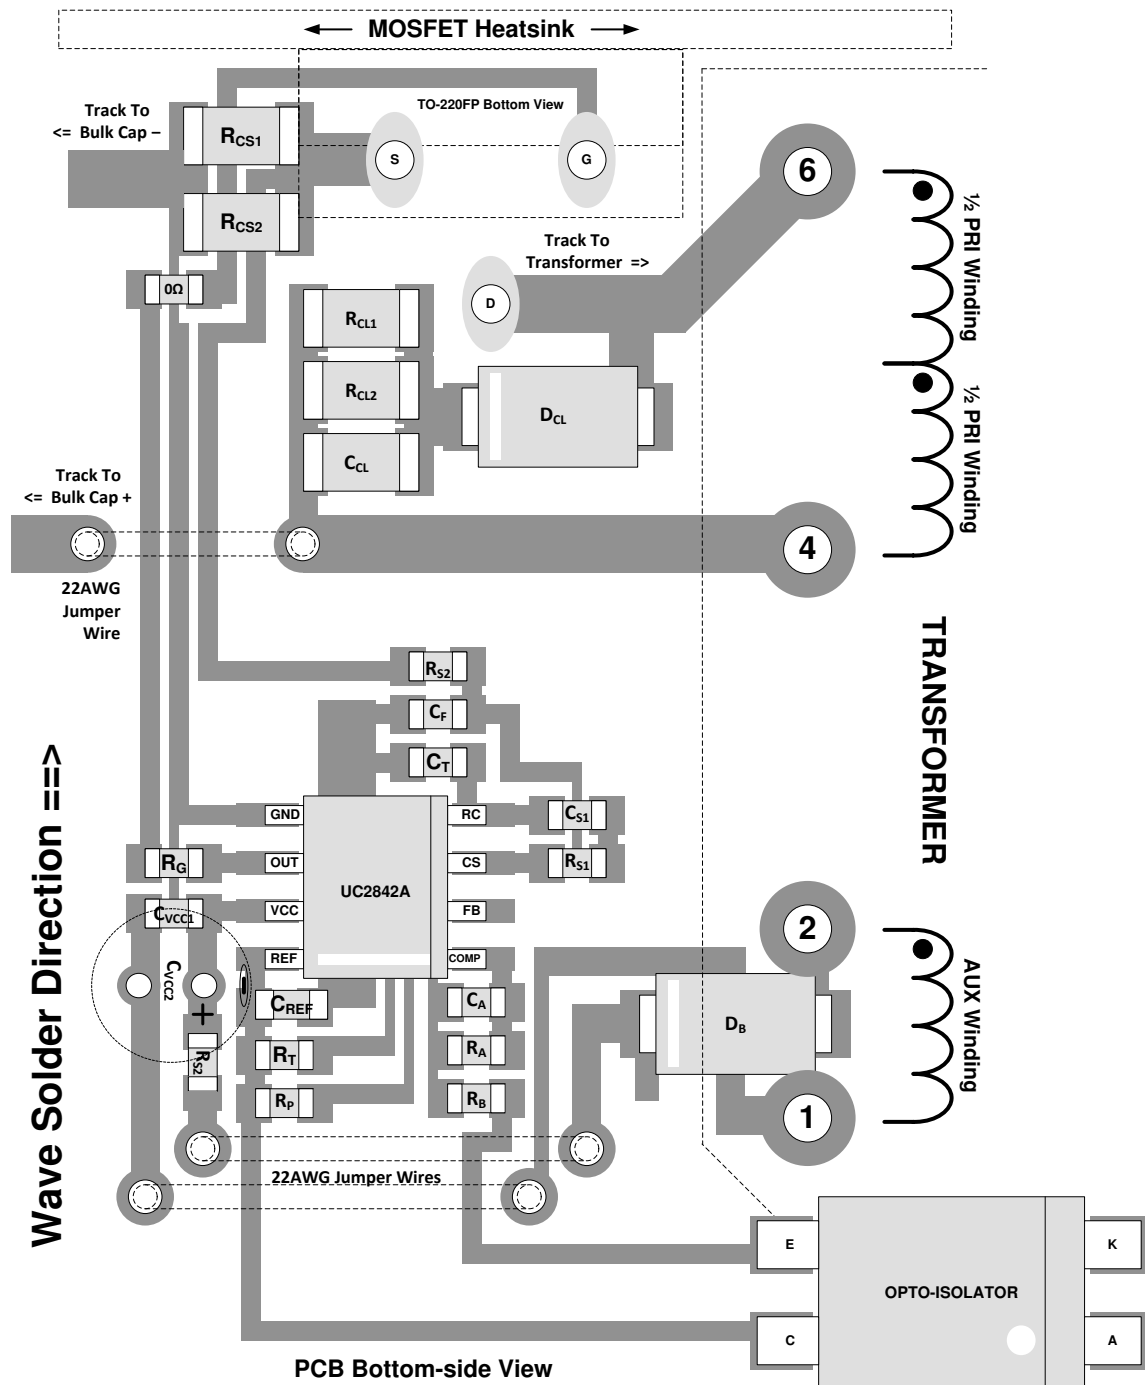 MOSFET Heatsink
TO-220FP Bottom View
Track To
<= Bulk Cap –
RCS1
S
G
6
RCS2
½ PRI Winding
Track To
Transformer =>
0Ω
D
RCL1
RCL2
DCL
½ PRI Winding
CCL
Track To
<= Bulk Cap +
4
22AWG
Jumper
Wire
TRANSFORMER
RS2
CF
CT
Wave Solder Direction ==>
GND
RC
CS1
RG
OUT
CS
RS1
UC2842A
CVCC1
VCC
FB
2
REF
COMP
CVCC2
+
CREF
CA
DB
AUX Winding
RS2
RT
RA
RP
RB
1
22AWG Jumper Wires
E
K
OPTO-ISOLATOR
C
A
PCB Bottom-side View